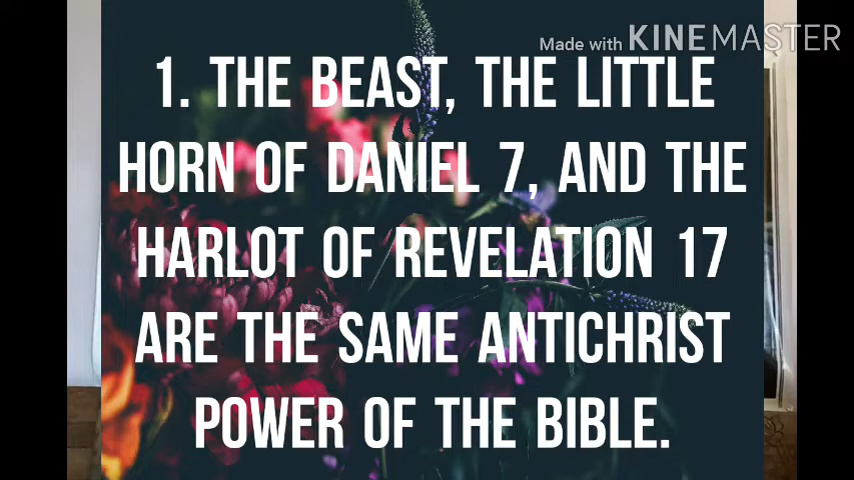 Made with KINEMASTER
1. THE BEAST, THE LITTLE
HORN OF DANIEL 7, AND THE
HARLOT OF REVELATION 17
ARE THE SAME ANTICHRIST
POWER OF THE BIBLE.